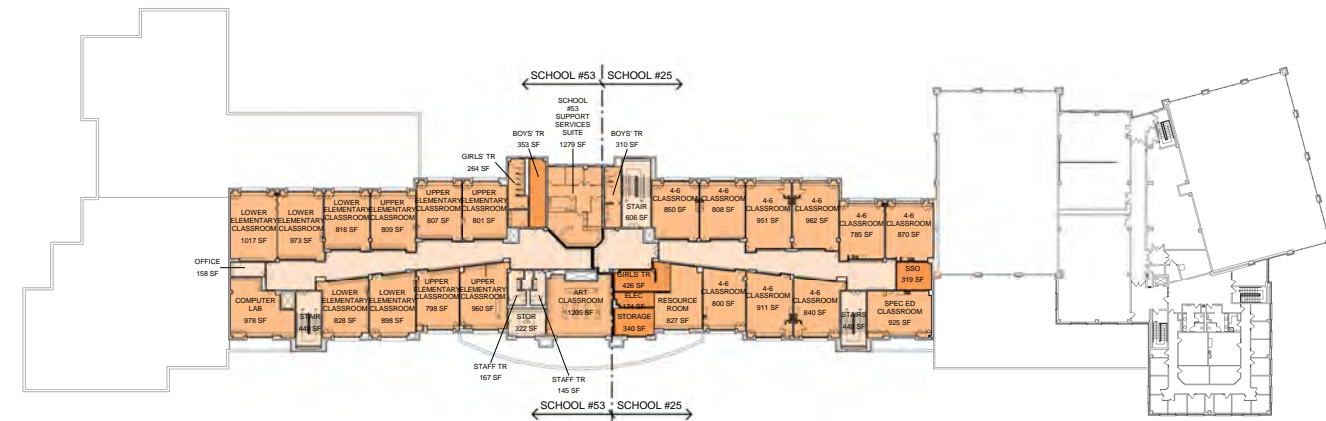 SCHOOL #53
SCHOOL #25
SCHOOL
#53
SUPPORT
SERVICES
SUITE
1279 SF
BOYS' TR
353 SF
BOYS' TR
310 SF
GIRLS' TR
264 SF
STAIR
606 SF
LOWER
ELEMENTARY
CLASSROOM
1017 SF
LOWER
ELEMENTARY
CLASSROOM
973 SF
LOWER
ELEMENTARY
CLASSROOM
816 SF
UPPER
ELEMENTARY
CLASSROOM
809 SF
UPPER
ELEMENTARY
CLASSROOM
807 SF
UPPER
ELEMENTARY
CLASSROOM
801 SF
4-6
CLASSROOM
850 SF
4-6
CLASSROOM
808 SF
4-6
CLASSROOM
951 SF
4-6
CLASSROOM
962 SF
4-6
CLASSROOM
785 SF
4-6
CLASSROOM
870 SF
OFFICE
158 SF
COMPUTER
LAB
978 SF
STAIR
LOWER
ELEMENTARY
CLASSROOM
828 SF
LOWER
ELEMENTARY
CLASSROOM
898 SF
UPPER
ELEMENTARY
CLASSROOM
798 SF
UPPER
ELEMENTARY
CLASSROOM
960 SF
STOR
322 SF
ART
CLASSROOM
1205 SF
GIRLS' TR
426 SF
ELEC
174 SF
STORAGE
340 SF
RESOURCE
ROOM
827 SF
4-6
CLASSROOM
800 SF
4-6
CLASSROOM
911 SF
4-6
CLASSROOM
840 SF
STAIRS
SSO
319 SF
SPEC ED
CLASSROOM
925 SF
STAFF TR
167 SF
STAFF TR
145 SF
SCHOOL #53
SCHOOL #25